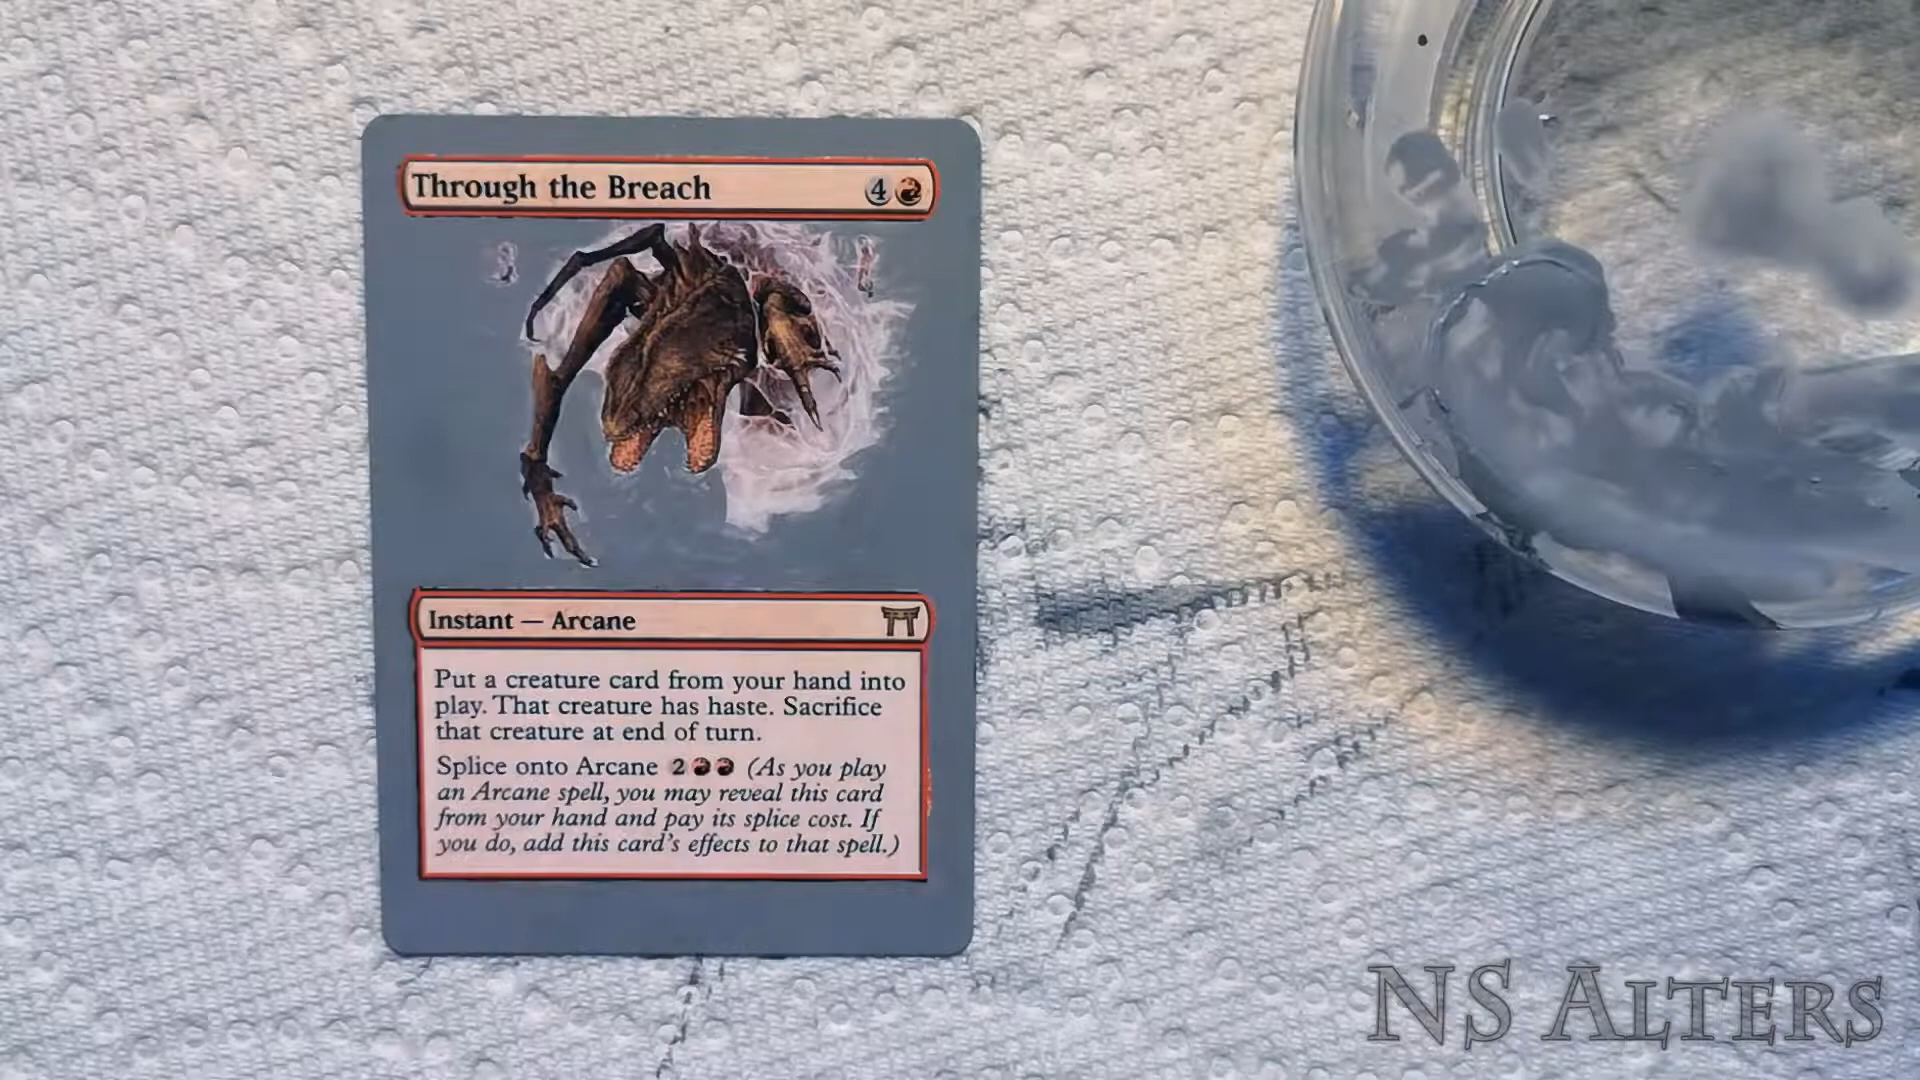 Through the Breach 4
Instant — Arcane
Put a creature card from your hand into
play. That creature has haste. Sacrifice
that creature at end of turn.
Splice onto Arcane 2 (As you play
an Arcane spell, you may reveal this card
from your hand and pay its splice cost. If
you do, add this card's effects to that spell.)
NS ALTERS